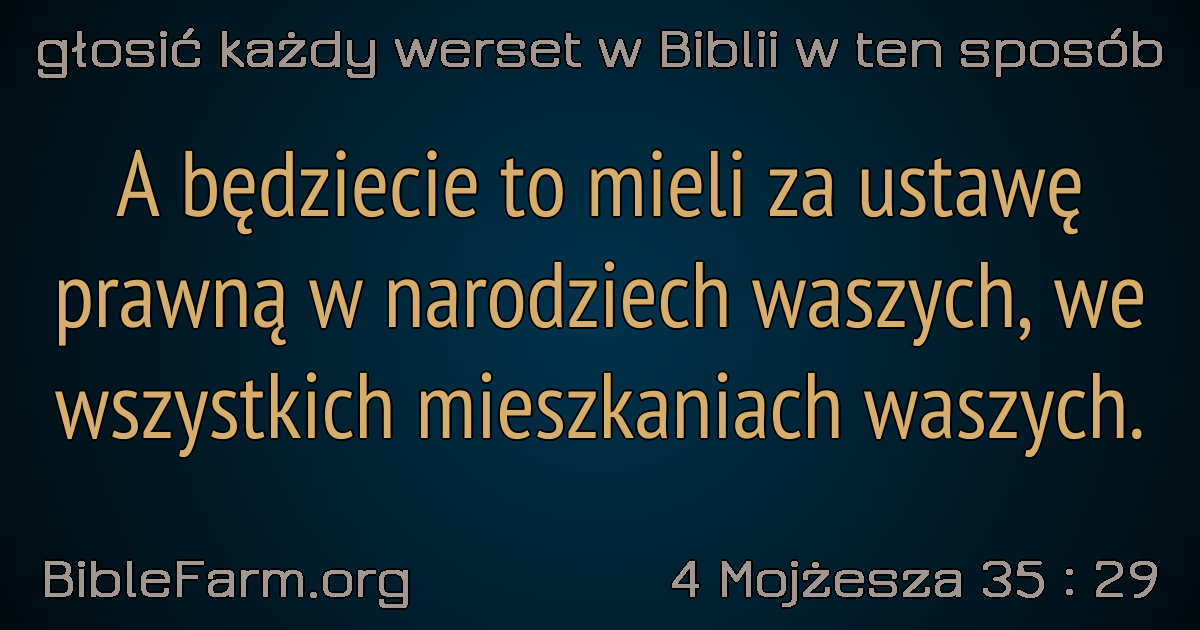 głosić każdy werset w Biblii w ten sposób
A będziecie to mieli za ustawę
prawną w narodziech waszych, we
wszystkich mieszkaniach waszych.
BibleFarm.org
4 Mojżesza 35 : 29